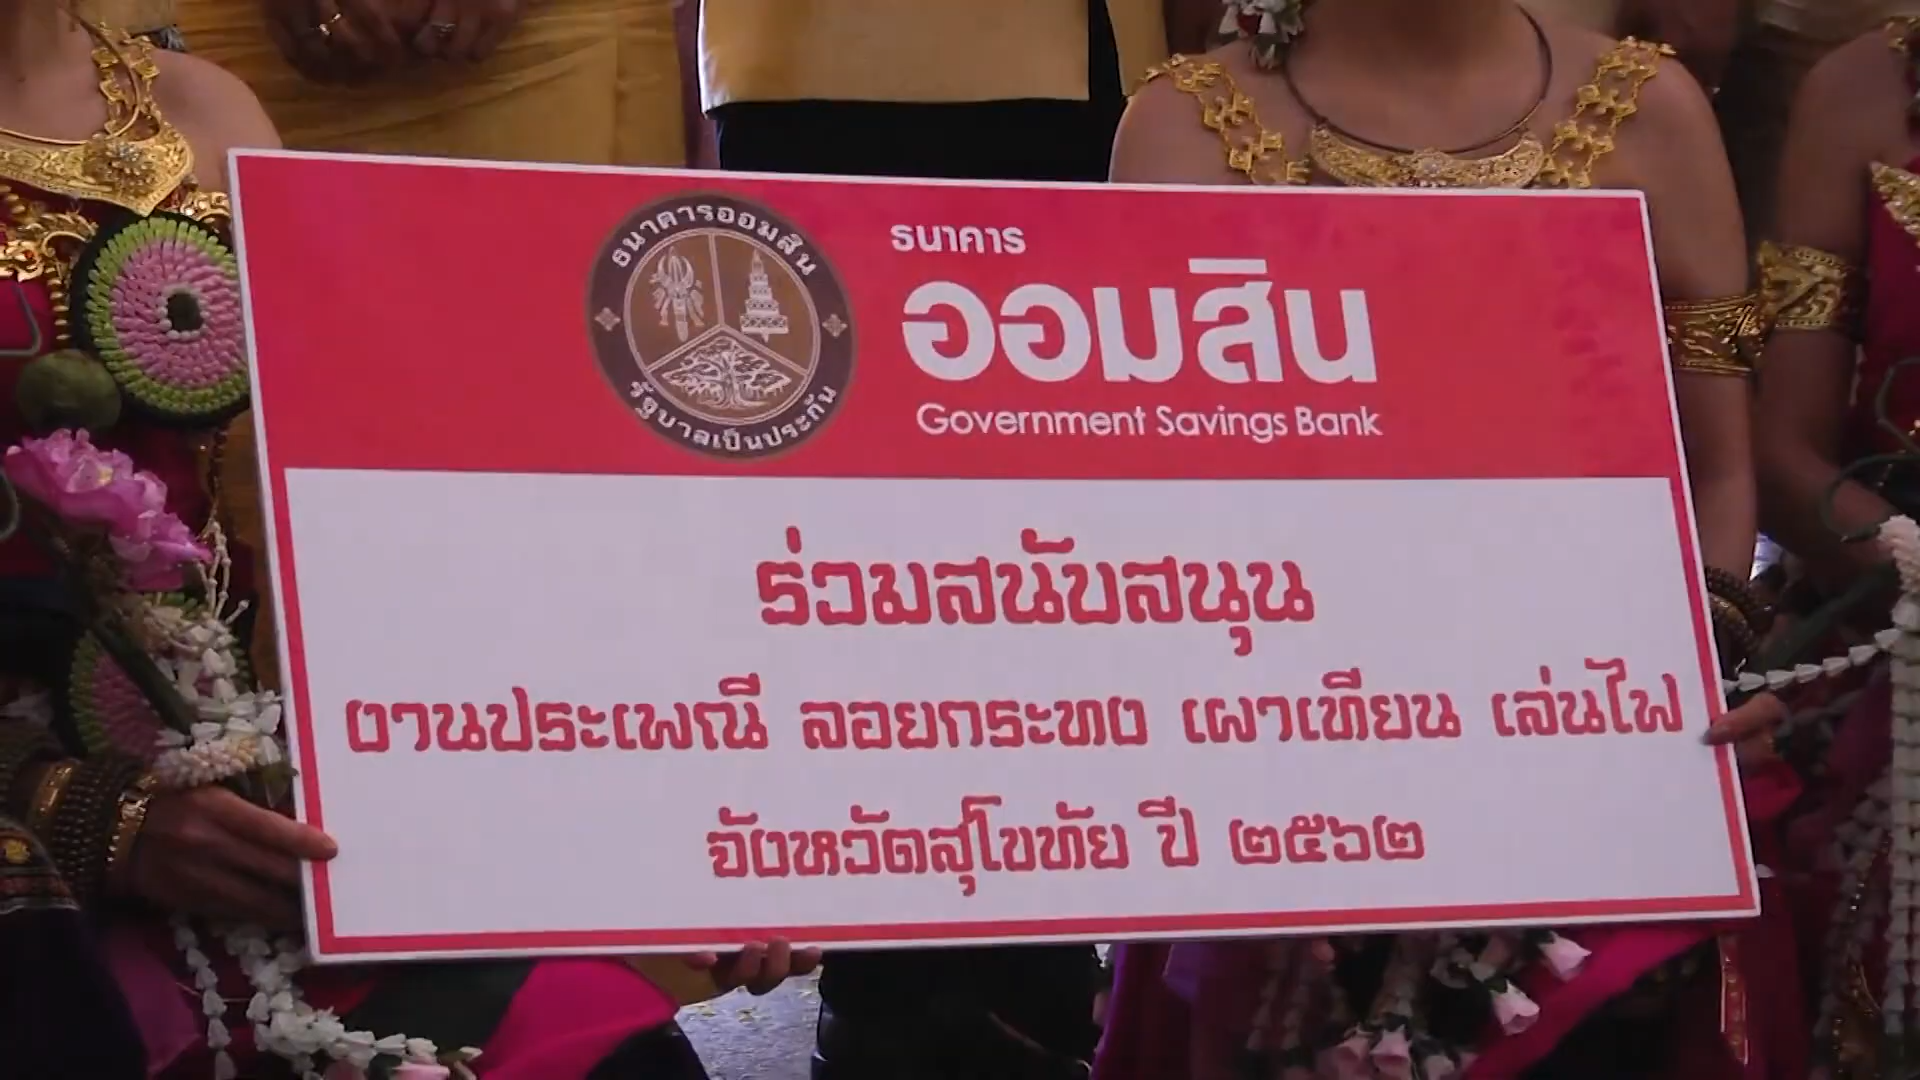 ธนาคารออมสิน
รัฐบาลเป็นประกัน
ธนาคาร
ออมสิน
Government Savings Bank
ร่วมสนับสนุน
งานประเพณี ลอยกระทง เผาเทียน เล่นไฟ
จังหวัดสุโขทัย ปี ๒๕๖๒